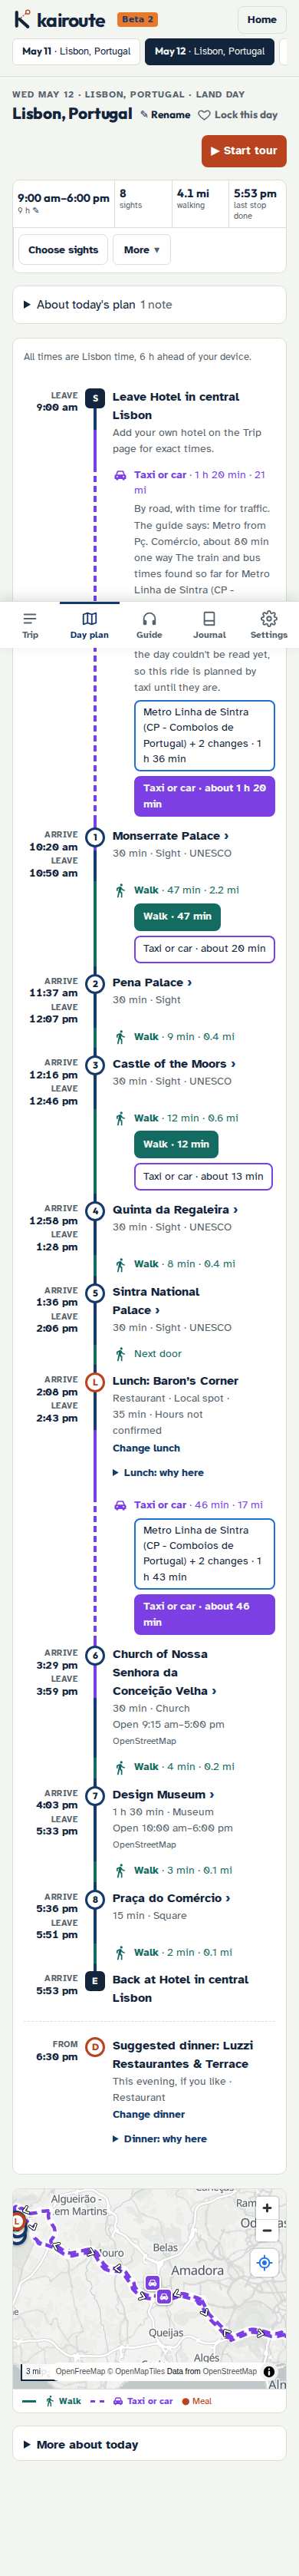 kairoute Beta 2 Home
May 11 · Lisbon, Portugal May 12 · Lisbon, Portugal
WED MAY 12 · LISBON, PORTUGAL · LAND DAY
Lisbon, Portugal ✎ Rename Lock this day
▶ Start tour
9:00 am–6:00 pm
9 h ✎
8
sights
4.1 mi
walking
5:53 pm
last stop
done
Choose sights More ▾
▶ About today's plan 1 note
All times are Lisbon time, 6 h ahead of your device.
LEAVE
9:00 am
S
Leave Hotel in central
Lisbon
Add your own hotel on the Trip
page for exact times.
Taxi or car · 1 h 20 min · 21
mi
By road, with time for traffic.
The guide says: Metro from
Pç. Comércio, about 80 min
one way The train and bus
times found so far for Metro
Linha de Sintra (CP -
Trip Day plan Guide Journal Settings
the day couldn't be read yet,
so this ride is planned by
taxi until they are.
Metro Linha de Sintra
(CP - Comboios de
Portugal) + 2 changes · 1
h 36 min
Taxi or car · about 1 h 20
min
ARRIVE
10:20 am
LEAVE
10:50 am
1
Monserrate Palace ›
30 min · Sight · UNESCO
Walk · 47 min · 2.2 mi
Walk · 47 min
Taxi or car · about 20 min
ARRIVE
11:37 am
LEAVE
12:07 pm
2
Pena Palace ›
30 min · Sight
Walk · 9 min · 0.4 mi
ARRIVE
12:16 pm
LEAVE
12:46 pm
3
Castle of the Moors ›
30 min · Sight · UNESCO
Walk · 12 min · 0.6 mi
Walk · 12 min
Taxi or car · about 13 min
ARRIVE
12:58 pm
LEAVE
1:28 pm
4
Quinta da Regaleira ›
30 min · Sight · UNESCO
Walk · 8 min · 0.4 mi
ARRIVE
1:36 pm
LEAVE
2:06 pm
5
Sintra National
Palace ›
30 min · Sight · UNESCO
Next door
ARRIVE
2:08 pm
LEAVE
2:43 pm
L
Lunch: Baron's Corner
Restaurant · Local spot ·
35 min · Hours not
confirmed
Change lunch
▶ Lunch: why here
Taxi or car · 46 min · 17 mi
Metro Linha de Sintra
(CP - Comboios de
Portugal) + 2 changes · 1
h 43 min
Taxi or car · about 46
min
ARRIVE
3:29 pm
LEAVE
3:59 pm
6
Church of Nossa
Senhora da
Conceição Velha ›
30 min · Church
Open 9:15 am–5:00 pm
OpenStreetMap
Walk · 4 min · 0.2 mi
ARRIVE
4:03 pm
LEAVE
5:33 pm
7
Design Museum ›
1 h 30 min · Museum
Open 10:00 am–6:00 pm
OpenStreetMap
Walk · 3 min · 0.1 mi
ARRIVE
5:36 pm
LEAVE
5:51 pm
8
Praça do Comércio ›
15 min · Square
Walk · 2 min · 0.1 mi
ARRIVE
5:53 pm
E
Back at Hotel in central
Lisbon
FROM
6:30 pm
D
Suggested dinner: Luzzi
Restaurantes & Terrace
This evening, if you like ·
Restaurant
Change dinner
▶ Dinner: why here
Algueirão -
em Martins
Ram
+
−
L
Belas
Amadora
Queijas
Algés
3 mi
OpenFreeMap © OpenMapTiles Data from OpenStreetMap
Walk Taxi or car Meal
▶ More about today